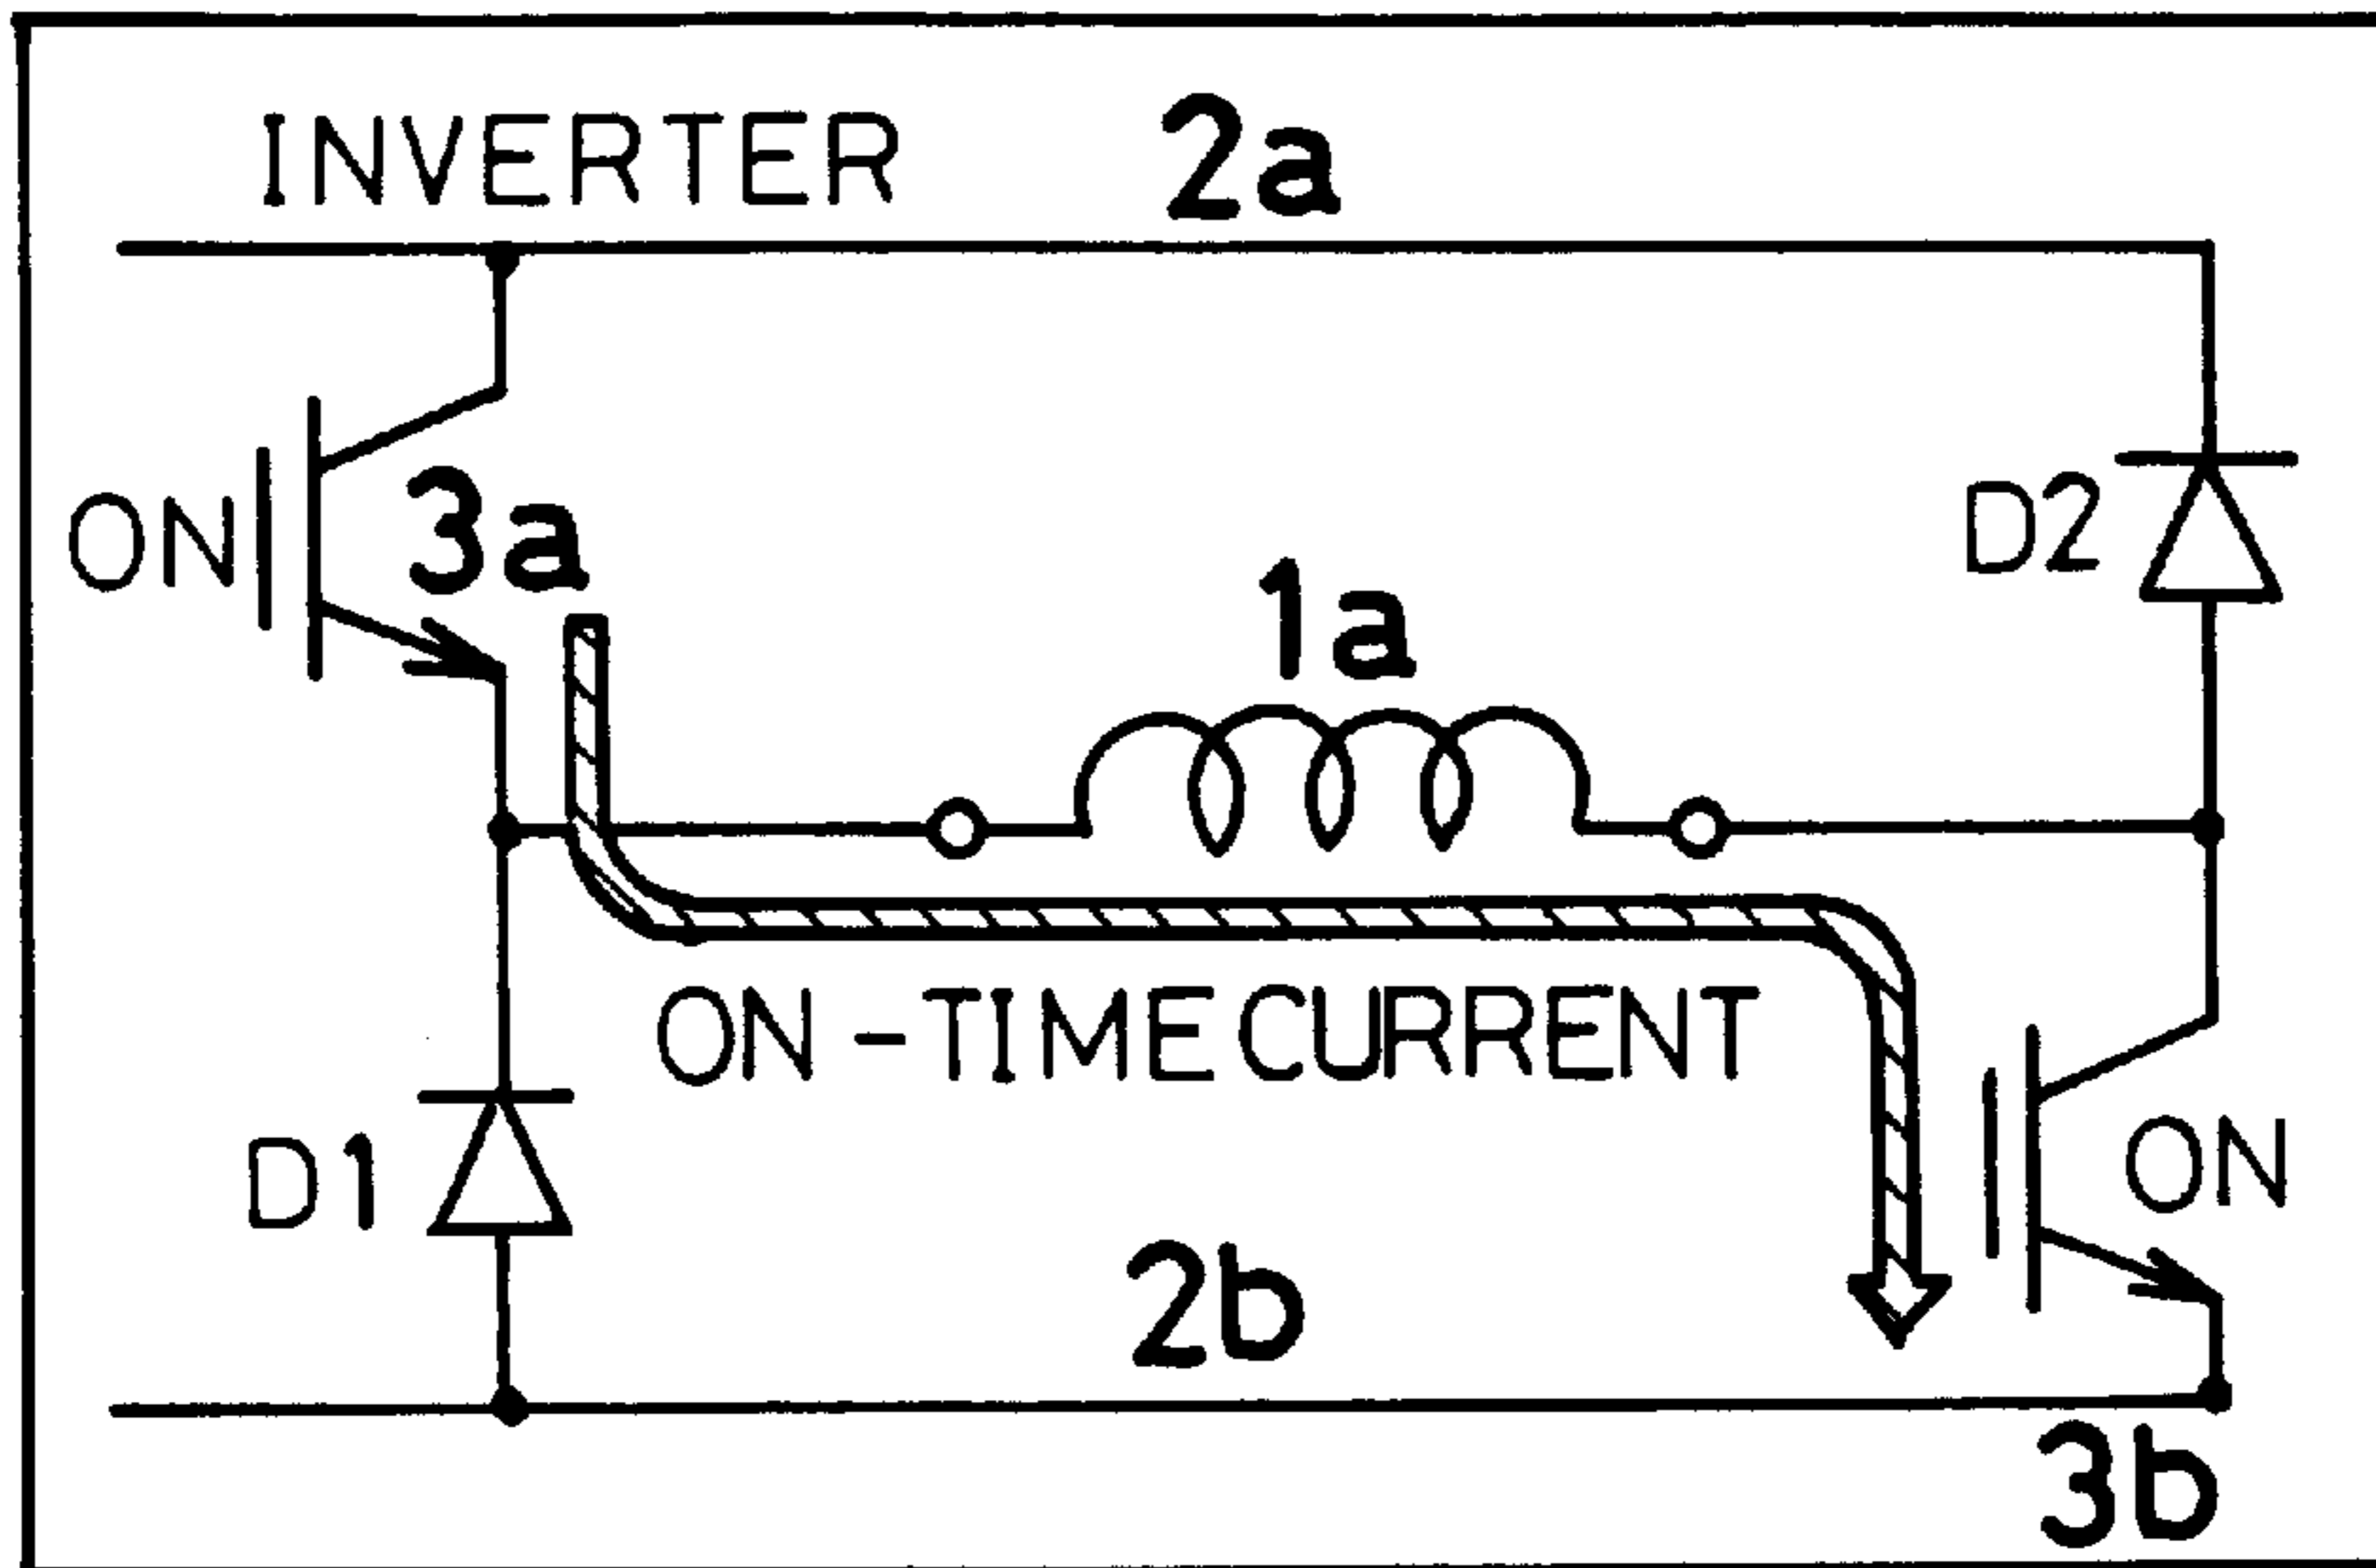 INVERTER 2a
ON 3a
D2
1a
ON-TIME CURRENT
D1
ON
2b
3b